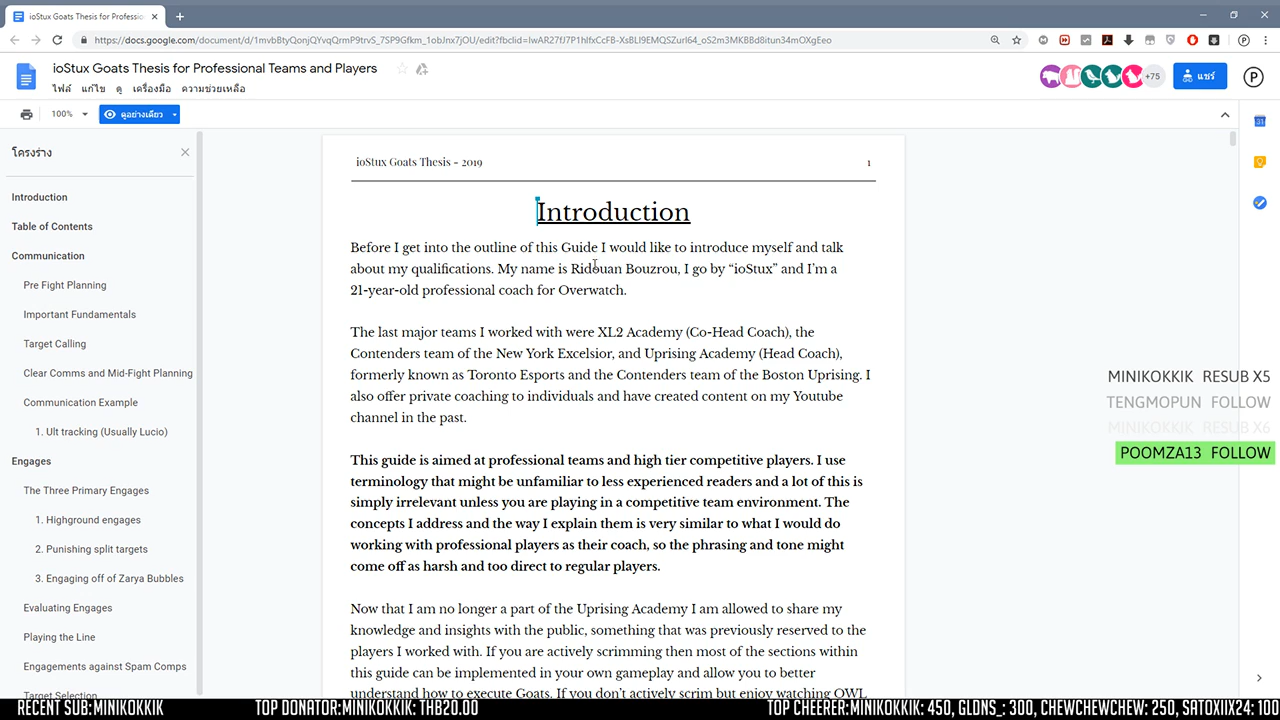 ioStux Goats Thesis for Professio
https://docs.google.com/document/d/1mvbBtyQonjQYvqQrmP9trvS_7SP9Gfkm_1obJnx7jOU/edit?fbclid=IwAR27fJ7P1hlfxCcFB-XsBLI9EMQSZurl64_oS2m3MKBBd8itun34mOXgEeo
ioStux Goats Thesis for Professional Teams and Players
+75
แชร์
P
ไฟล์ แก้ไข ดู เครื่องมือ ความช่วยเหลือ
100% ดูอย่างเดียว
โครงร่าง
Introduction
Table of Contents
Communication
Pre Fight Planning
Important Fundamentals
Target Calling
Clear Comms and Mid-Fight Planning
Communication Example
1. Ult tracking (Usually Lucio)
Engages
The Three Primary Engages
1. Highground engages
2. Punishing split targets
3. Engaging off of Zarya Bubbles
Evaluating Engages
Playing the Line
Engagements against Spam Comps
Target Selection
ioStux Goats Thesis - 2019 1
Introduction
Before I get into the outline of this Guide I would like to introduce myself and talk
about my qualifications. My name is Ridouan Bouzrou, I go by “ioStux” and I’m a
21-year-old professional coach for Overwatch.
The last major teams I worked with were XL2 Academy (Co-Head Coach), the
Contenders team of the New York Excelsior, and Uprising Academy (Head Coach),
formerly known as Toronto Esports and the Contenders team of the Boston Uprising. I
also offer private coaching to individuals and have created content on my Youtube
channel in the past.
This guide is aimed at professional teams and high tier competitive players. I use
terminology that might be unfamiliar to less experienced readers and a lot of this is
simply irrelevant unless you are playing in a competitive team environment. The
concepts I address and the way I explain them is very similar to what I would do
working with professional players as their coach, so the phrasing and tone might
come off as harsh and too direct to regular players.
Now that I am no longer a part of the Uprising Academy I am allowed to share my
knowledge and insights with the public, something that was previously reserved to the
players I worked with. If you are actively scrimming then most of the sections within
this guide can be implemented in your own gameplay and allow you to better
understand how to execute Goats. If you don’t actively scrim but enjoy watching OWL
MINIKOKKIK RESUB X5
TENGMOPUN FOLLOW
MINIKOKKIK RESUB X6
POOMZA13 FOLLOW
RECENT SUB:MINIKOKKIK TOP DONATOR:MINIKOKKIK: THB20.00 TOP CHEERER:MINIKOKKIK: 450, GLDNS_: 300, CHEWCHEWCHEW: 250, SATOXIIX24: 100